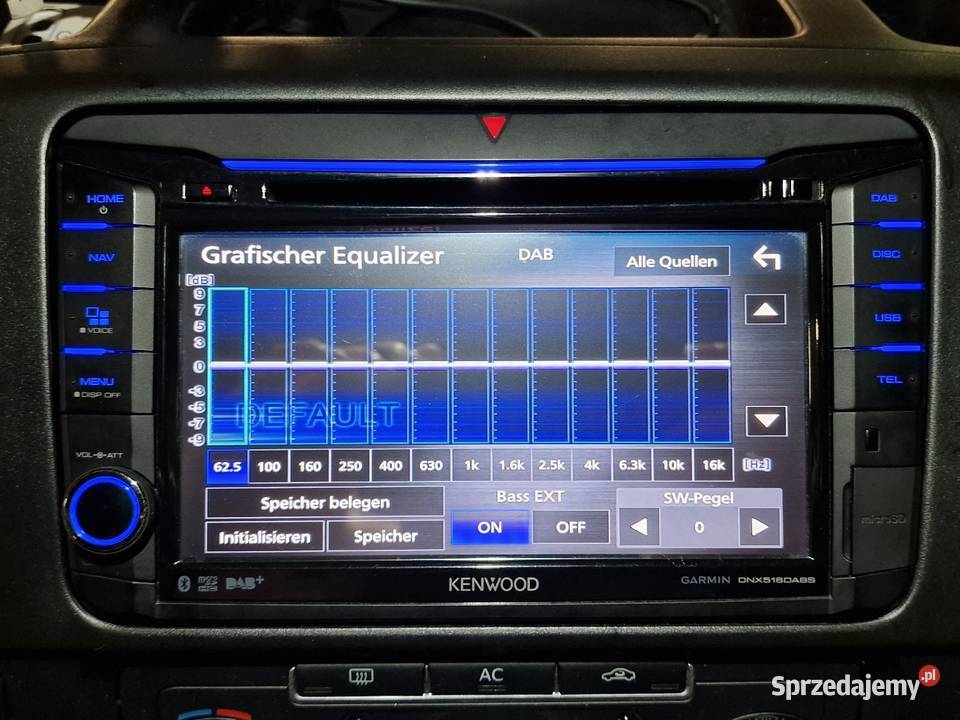 HOME
NAV
VOICE
MENU
DISP OFF
VOL-ATT
DAB
DISC
USB
TEL
microSD
Grafischer Equalizer DAB Alle Quellen
[dB]
9
7
5
3
0
-3
-5
-7
-9
DEFAULT
62.5 100 160 250 400 630 1k 1.6k 2.5k 4k 6.3k 10k 16k [Hz]
Speicher belegen Bass EXT SW-Pegel
Initialisieren Speicher ON OFF 0
DAB+ KENWOOD GARMIN DNX516DABS
AC
Sprzedajemy.pl